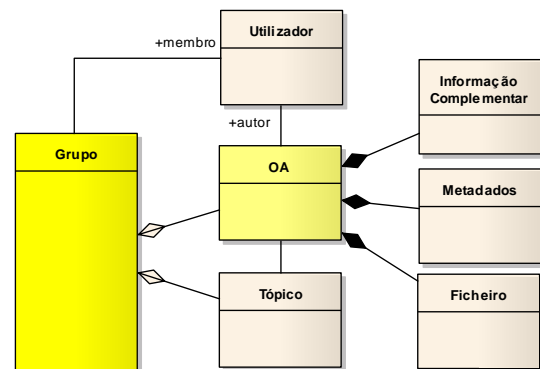 Utilizador
+membro
+autor
Informação
Complementar
Grupo
OA
Metadados
Tópico
Ficheiro